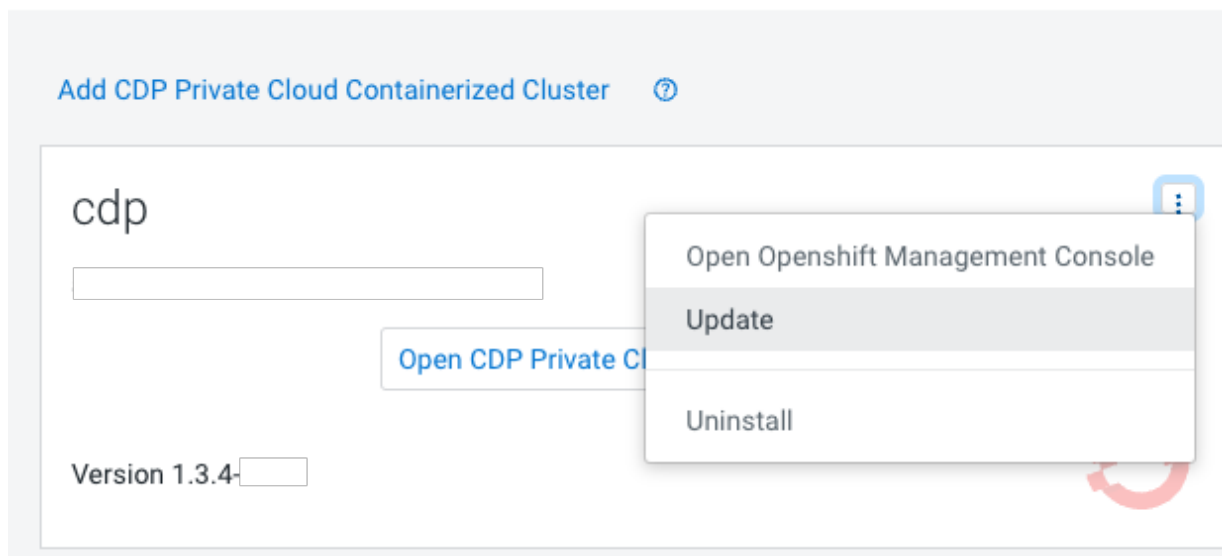 Add CDP Private Cloud Containerized Cluster
cdp
Open Openshift Management Console
Update
Open CDP Private Cl
Uninstall
Version 1.3.4-